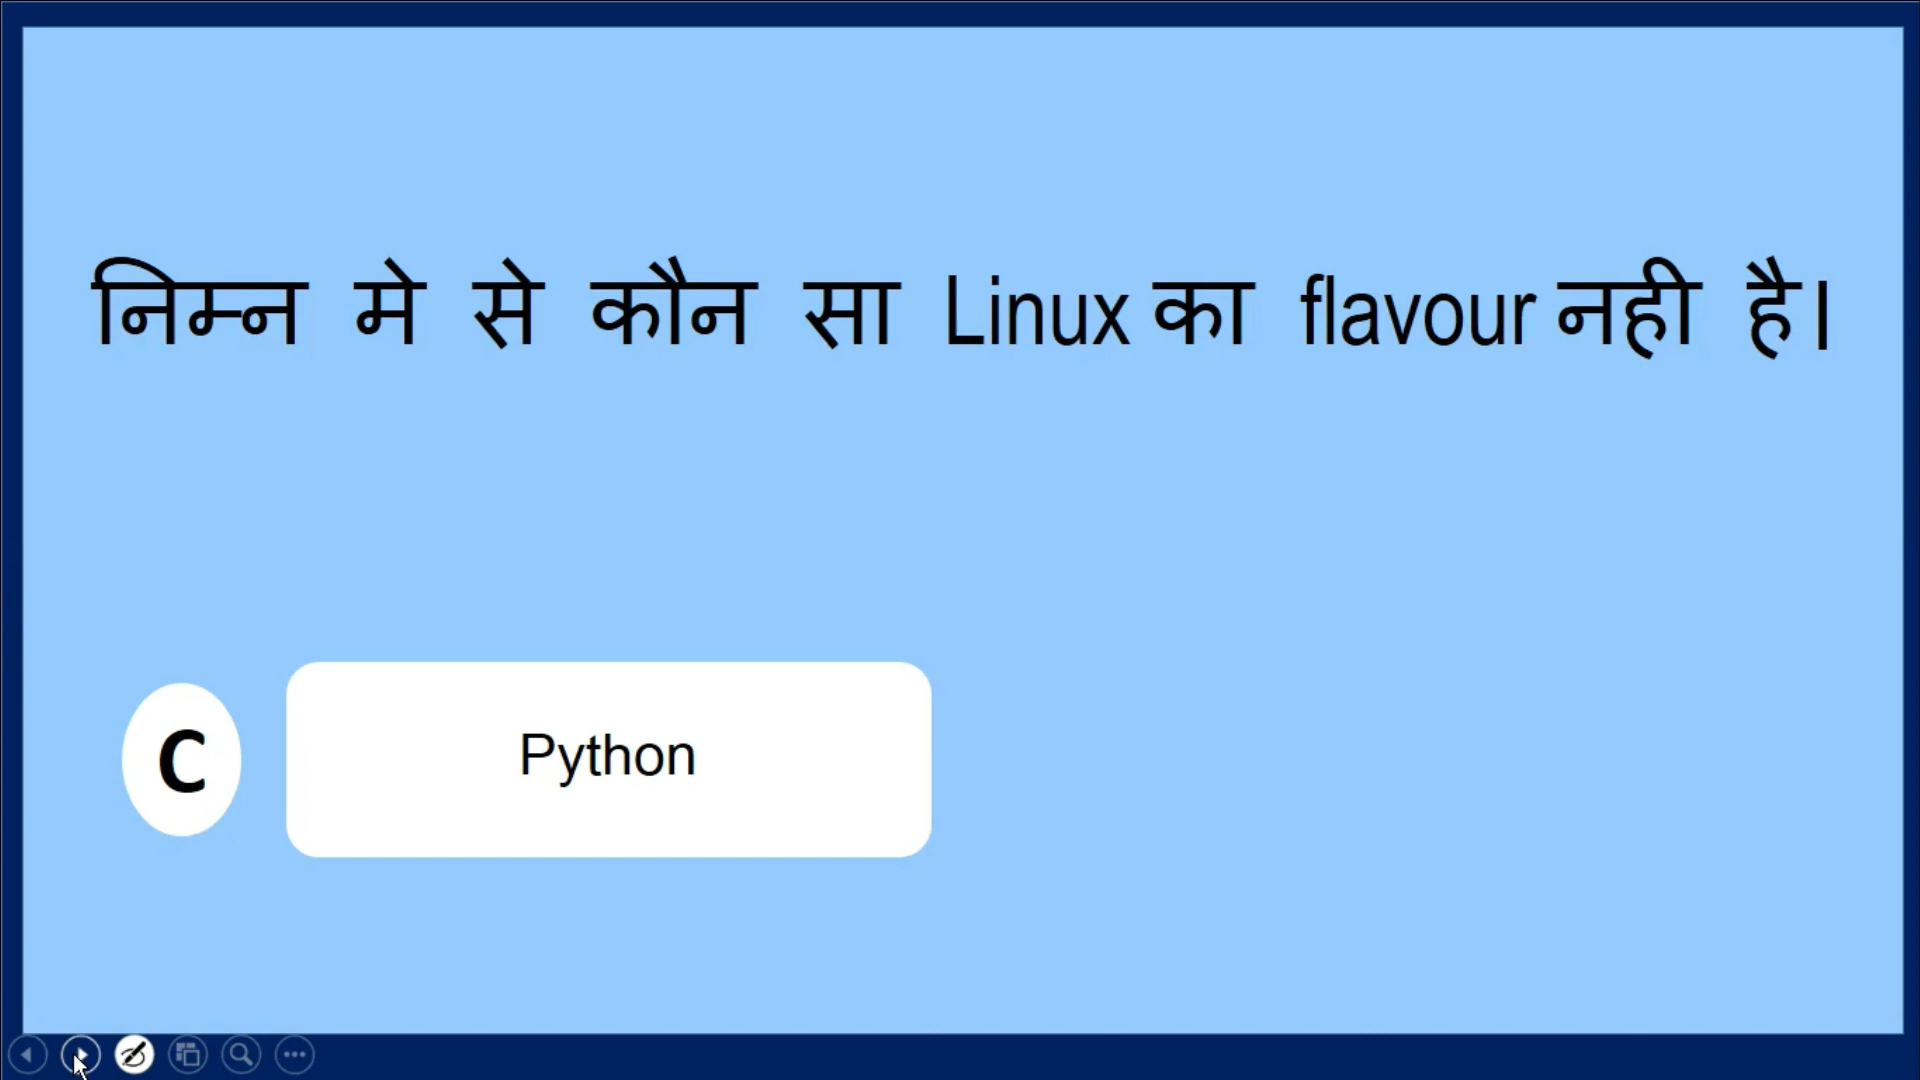 निम्न मे से कौन सा Linux का flavour नही है।
C Python